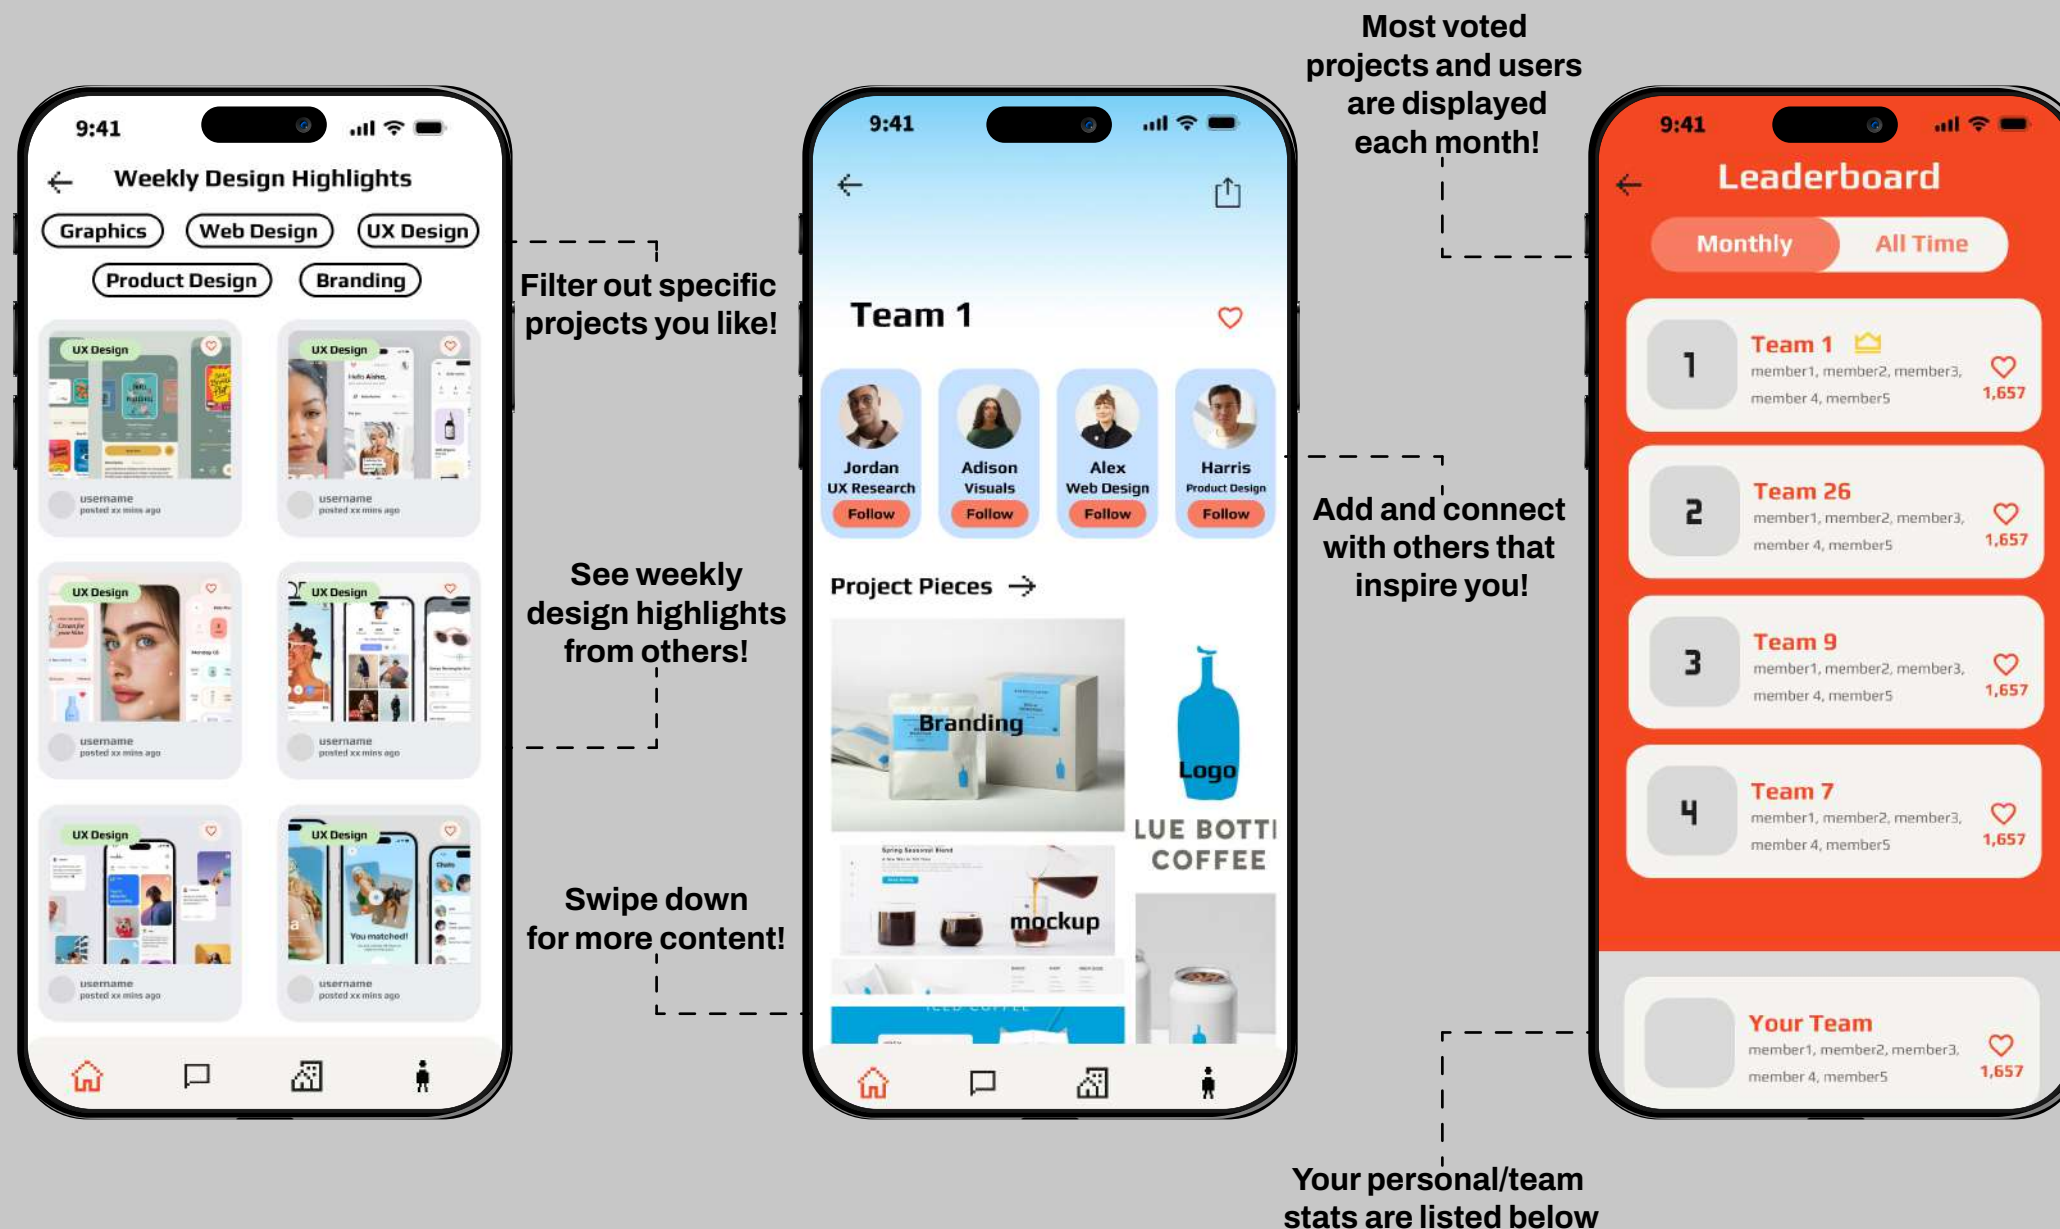 9:41
Weekly Design Highlights
Graphics
Web Design
UX Design
Product Design
Branding
UX Design
UX Design
username
posted xx mins ago
username
posted xx mins ago
UX Design
UX Design
username
posted xx mins ago
username
posted xx mins ago
UX Design
UX Design
You matched!
Chats
username
posted xx mins ago
username
posted xx mins ago
Filter out specific
projects you like!
See weekly
design highlights
from others!
Swipe down
for more content!
9:41
Team 1
Jordan
UX Research
Follow
Adison
Visuals
Follow
Alex
Web Design
Follow
Harris
Product Design
Follow
Project Pieces
Branding
Logo
LUE BOTTL
COFFEE
Spring Seasonal Blend
mockup
ICED COFFEE
Most voted
projects and users
are displayed
each month!
Add and connect
with others that
inspire you!
Your personal/team
stats are listed below
9:41
Leaderboard
Monthly
All Time
1
Team 1
member1, member2, member3,
member 4, member5
1,657
2
Team 26
member1, member2, member3,
member 4, member5
1,657
3
Team 9
member1, member2, member3,
member 4, member5
1,657
4
Team 7
member1, member2, member3,
member 4, member5
1,657
Your Team
member1, member2, member3,
member 4, member5
1,657